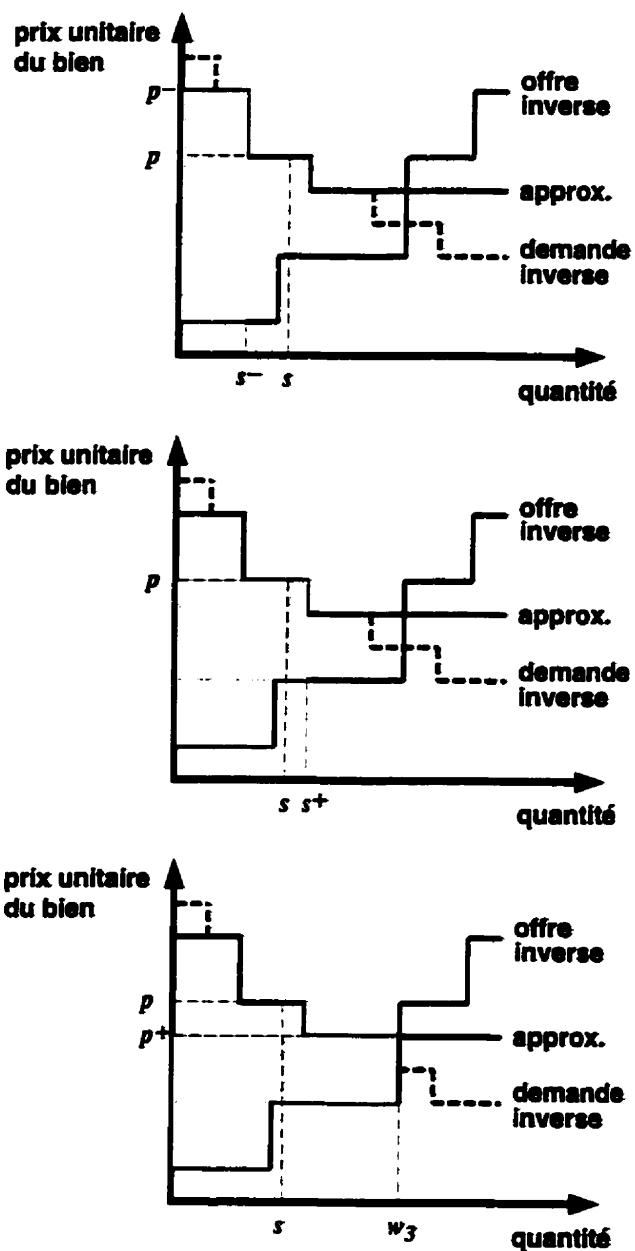 prix unitaire
du bien
p−
offre
inverse
p
approx.
demande
inverse
s− s
quantité
prix unitaire
du bien
offre
inverse
p
approx.
demande
inverse
s s+
quantité
prix unitaire
du bien
offre
inverse
p
p+
approx.
demande
inverse
s w3
quantité